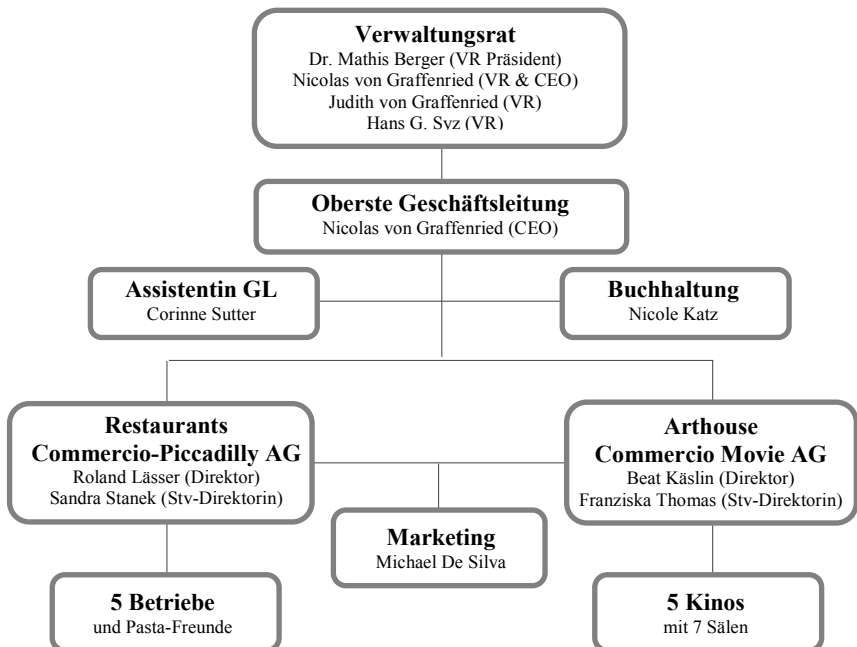 Verwaltungsrat
Dr. Mathis Berger (VR Präsident)
Nicolas von Graffenried (VR & CEO)
Judith von Graffenried (VR)
Hans G. Syz (VR)
Oberste Geschäftsleitung
Nicolas von Graffenried (CEO)
Assistentin GL
Corinne Sutter
Buchhaltung
Nicole Katz
Restaurants
Commercio-Piccadilly AG
Roland Lässer (Direktor)
Sandra Stanek (Stv-Direktorin)
Arthouse
Commercio Movie AG
Beat Käslin (Direktor)
Franziska Thomas (Stv-Direktorin)
Marketing
Michael De Silva
5 Betriebe
und Pasta-Freunde
5 Kinos
mit 7 Sälen